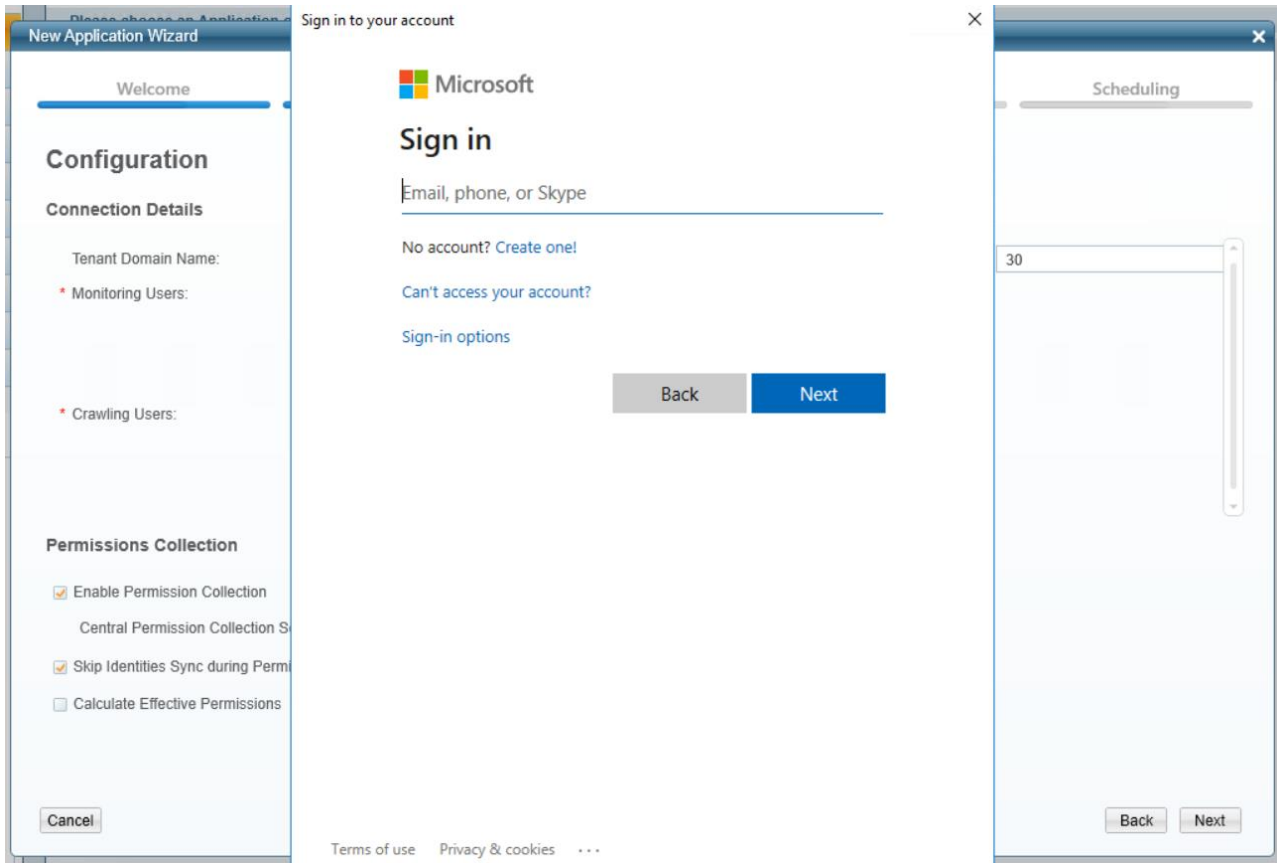 Please choose an Application
New Application Wizard
Sign in to your account
Welcome
Scheduling
Microsoft
Sign in
Email, phone, or Skype
No account? Create one!
Can't access your account?
Sign-in options
Back Next
Configuration
Connection Details
Tenant Domain Name:
30
* Monitoring Users:
* Crawling Users:
Permissions Collection
Enable Permission Collection
Central Permission Collection
Skip Identities Sync during
Calculate Effective Permissions
Cancel
Back Next
Terms of use Privacy & cookies ...